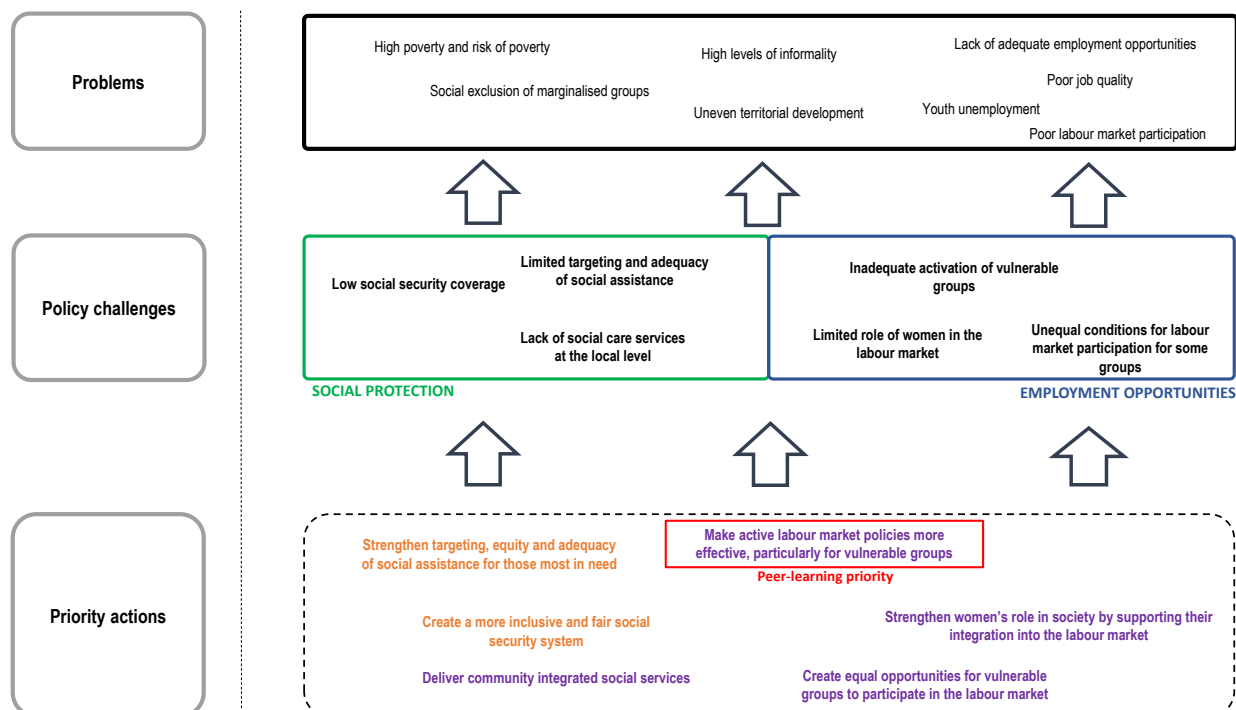 Problems
High poverty and risk of poverty
Social exclusion of marginalised groups
High levels of informality
Uneven territorial development
Lack of adequate employment opportunities
Poor job quality
Youth unemployment
Poor labour market participation
Policy challenges
Low social security coverage
Limited targeting and adequacy
of social assistance
Lack of social care services
at the local level
Inadequate activation of vulnerable
groups
Limited role of women in the
labour market
Unequal conditions for labour
market participation for some
groups
SOCIAL PROTECTION
EMPLOYMENT OPPORTUNITIES
Priority actions
Strengthen targeting, equity and adequacy
of social assistance for those most in need
Make active labour market policies more
effective, particularly for vulnerable groups
Peer-learning priority
Create a more inclusive and fair social
security system
Strengthen women’s role in society by supporting their
integration into the labour market
Deliver community integrated social services
Create equal opportunities for vulnerable
groups to participate in the labour market